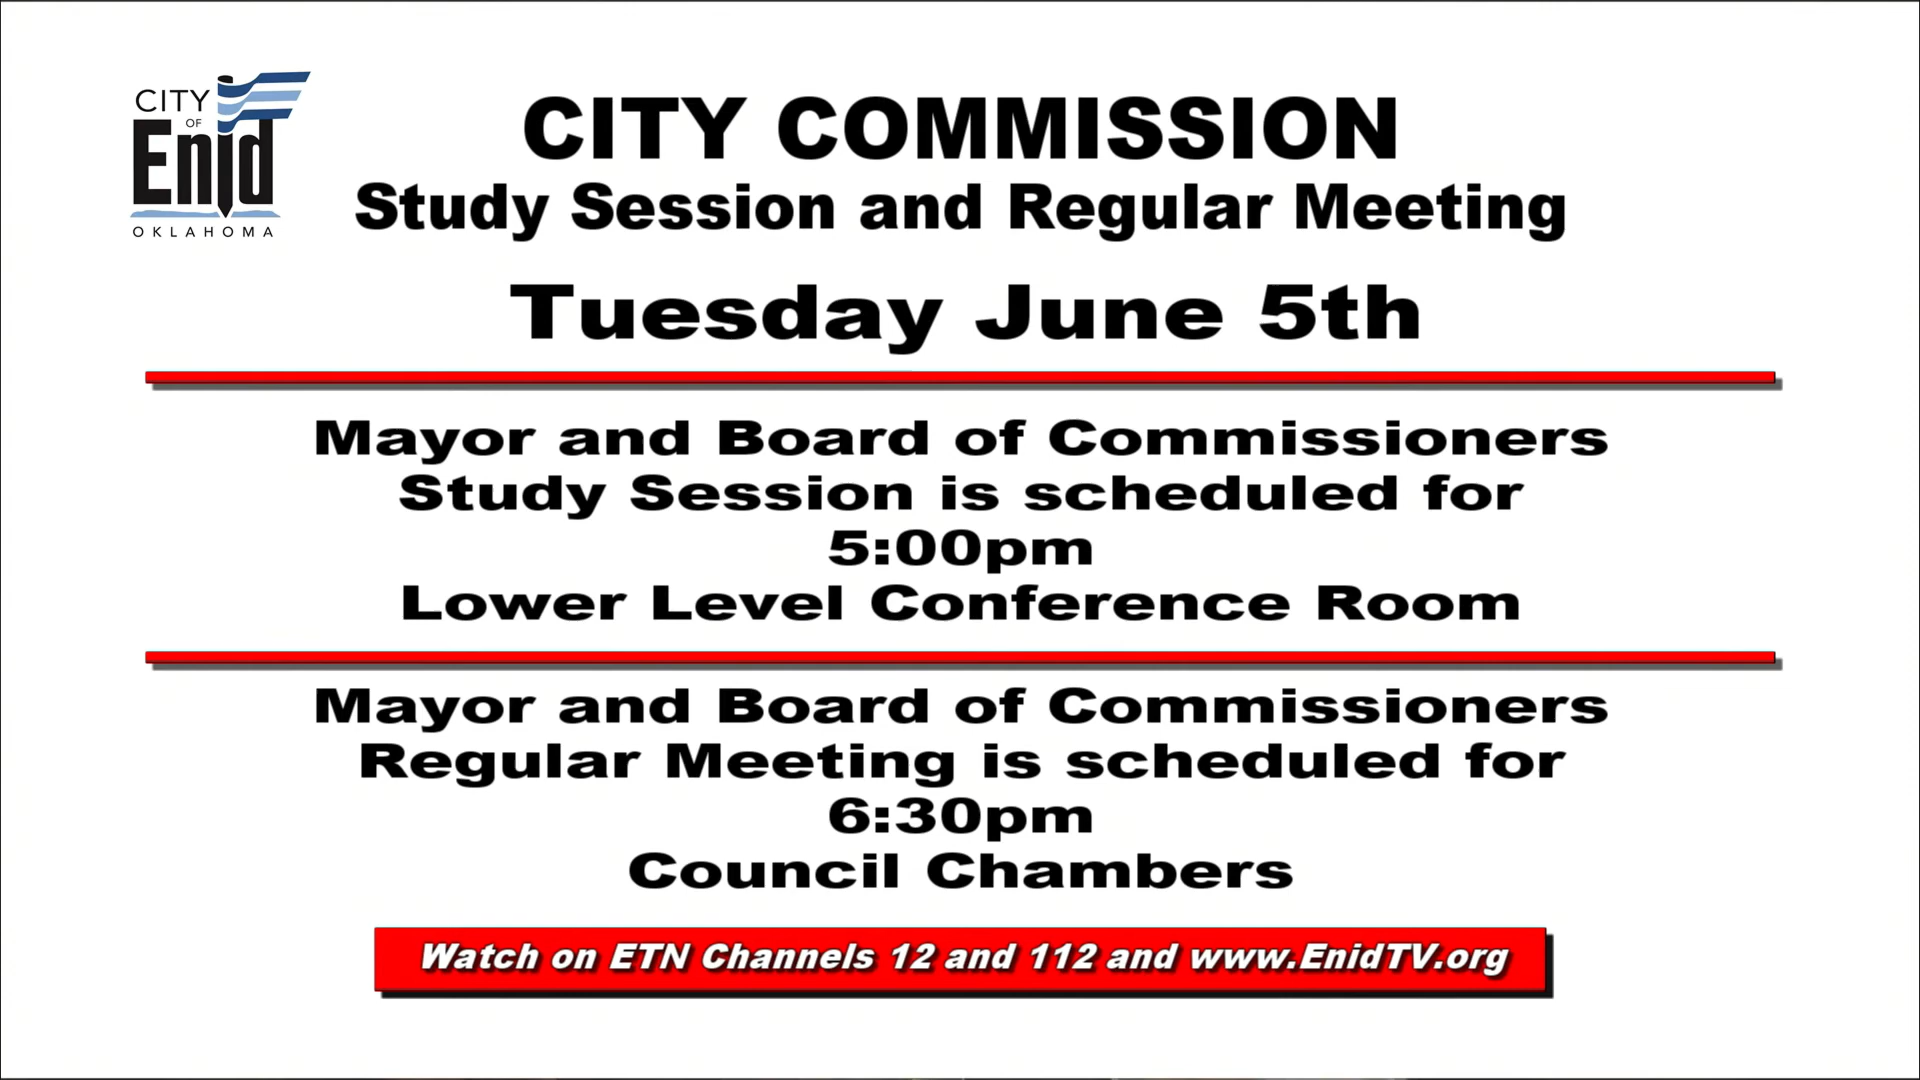 CITY
OF
Enid
OKLAHOMA
CITY COMMISSION
Study Session and Regular Meeting
Tuesday June 5th
Mayor and Board of Commissioners
Study Session is scheduled for
5:00pm
Lower Level Conference Room
Mayor and Board of Commissioners
Regular Meeting is scheduled for
6:30pm
Council Chambers
Watch on ETN Channels 12 and 112 and www.EnidTV.org